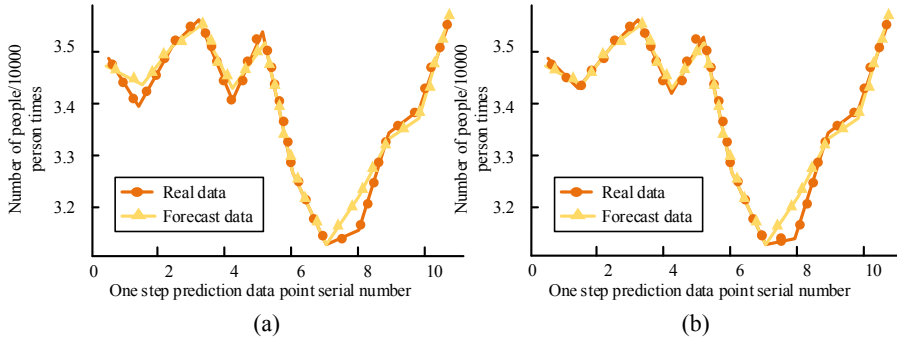 Number of people/10000
person times
3.5
3.4
3.3
3.2
Real data
Forecast data
0 2 4 6 8 10
One step prediction data point serial number
(a)
Number of people/10000
person times
3.5
3.4
3.3
3.2
Real data
Forecast data
0 2 4 6 8 10
One step prediction data point serial number
(b)